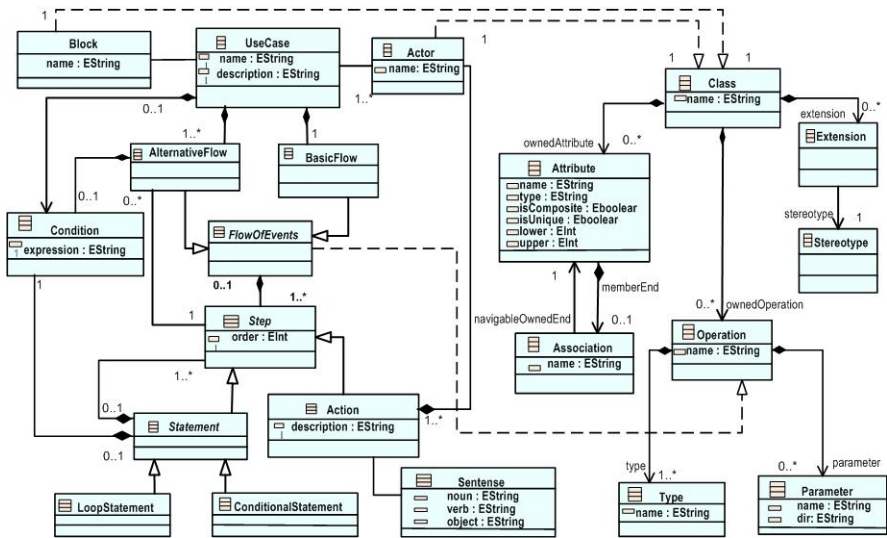 1
Block
name : EString
UseCase
name : EString
description : EString
Actor
name: EString
1
1
1
Class
name : EString
0..1
1..*
1
1..*
ownedAttribute
0..*
extension
0..*
Extension
AlternativeFlow
BasicFlow
Attribute
name : EString
type : EString
isComposite : Eboolear
isUnique : Eboolear
lower : EInt
upper : EInt
0..1
0..*
Condition
expression : EString
FlowOfEvents
stereotype
1
Stereotype
1
0..1
1..*
1
memberEnd
navigableOwnedEnd
0..1
0..*
ownedOperation
1
Step
order : EInt
Association
name : EString
Operation
name : EString
1..*
0..1
Statement
0..1
Action
description : EString
1..*
LoopStatement
ConditionalStatement
Sentense
noun : EString
verb : EString
object : EString
type
1..*
Type
name : EString
0..*
parameter
Parameter
name : EString
dir: EString